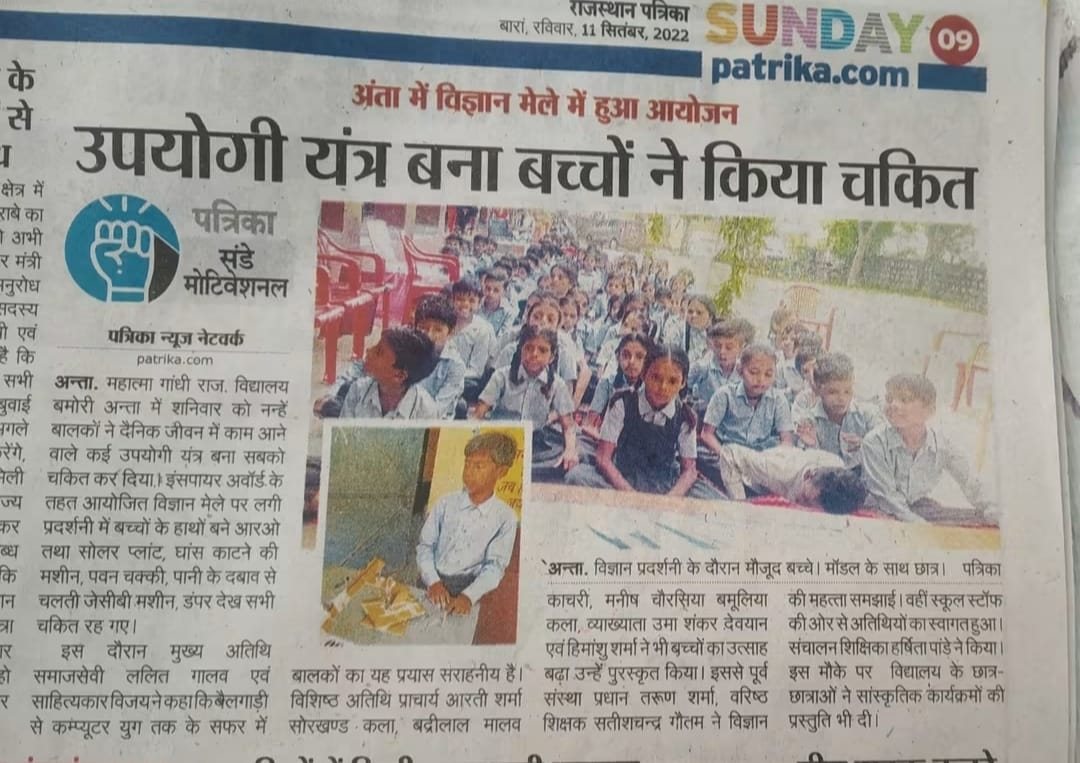 राजस्थान पत्रिका
बारां, रविवार, 11 सितंबर, 2022
SUNDAY
patrika.com
09
के
से
क्षेत्र में
अभी
र मंत्री
सदस्य
है कि
सभी
अंता में विज्ञान मेले में हुआ आयोजन
उपयोगी यंत्र बना बच्चों ने किया चकित
पत्रिका
संडे
मोटिवेशनल
पत्रिका न्यूज नेटवर्क
patrika.com
अन्ता. महात्मा गांधी राज. विद्यालय
बमोरी अन्ता में शनिवार को नन्हें
बालकों ने दैनिक जीवन में काम आने
वाले कई उपयोगी यंत्र बना सबको
चकित कर दिया। इंसपायर अवॉर्ड के
तहत आयोजित विज्ञान मेले पर लगी
प्रदर्शनी में बच्चों के हाथों बने आरओ
तथा सोलर प्लांट, घांस काटने की
मशीन, पवन चक्की, पानी के दबाव से
चलती जेसीबी मशीन, डंपर देख सभी
चकित रह गए।
इस दौरान मुख्य अतिथि
समाजसेवी ललित गालव एवं
साहित्यकार विजय ने कहा कि बैलगाड़ी
से कम्प्यूटर युग तक के सफर में
अन्ता. विज्ञान प्रदर्शनी के दौरान मौजूद बच्चे। मॉडल के साथ छात्र। पत्रिका
बालकों का यह प्रयास सराहनीय है।
विशिष्ठ अतिथि प्राचार्य आरती शर्मा
सोरखण्ड कला, बद्रीलाल मालव
काचरी, मनीष चौरसिया बमूलिया
कला, व्याख्याता उमा शंकर देवयान
एवं हिमांशु शर्मा ने भी बच्चों का उत्साह
बढ़ा उन्हें पुरस्कृत किया। इससे पूर्व
संस्था प्रधान तरूण शर्मा, वरिष्ठ
शिक्षक सतीशचन्द्र गौतम ने विज्ञान
की महत्ता समझाई। वहीं स्कूल स्टॉफ
की ओर से अतिथियों का स्वागत हुआ।
संचालन शिक्षिका हर्षिता पांडे ने किया।
इस मौके पर विद्यालय के छात्र-
छात्राओं ने सांस्कृतिक कार्यक्रमों की
प्रस्तुति भी दी।